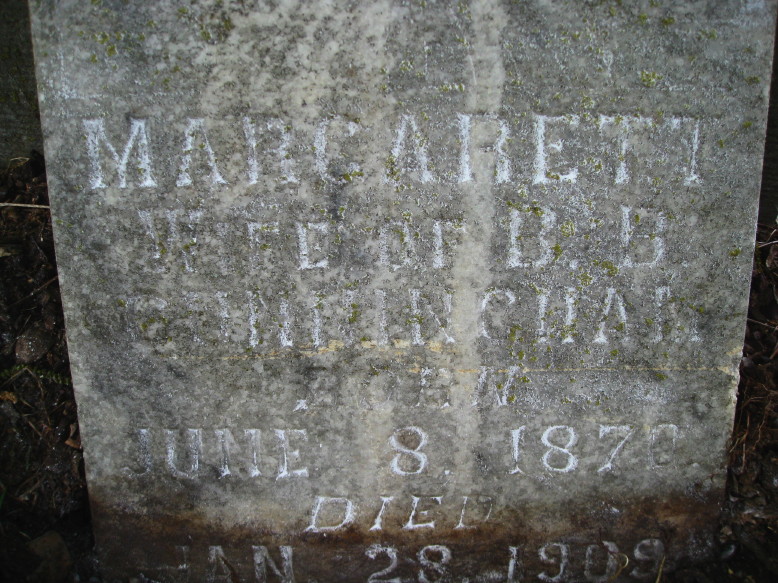 MARGARETT
WIFE OF B. B.
CUNNINGHAM
BORN
JUNE 8. 1870.
DIED
JAN 28. 1909